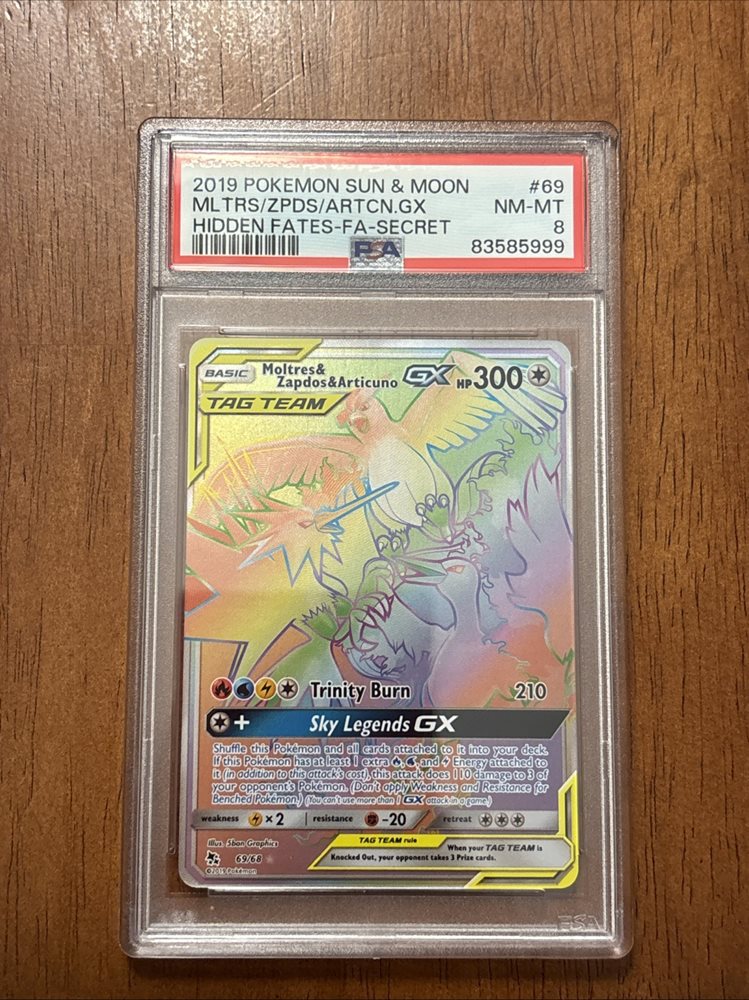 2019 POKEMON SUN & MOON #69
MLTRS/ZPDS/ARTCN.GX NM-MT
HIDDEN FATES-FA-SECRET 8
PSA 83585999
BASIC Moltres&
Zapdos&Articuno GX HP300
TAG TEAM
Trinity Burn 210
+ Sky Legends GX
Shuffle this Pokémon and all cards attached to it into your deck.
If this Pokémon has at least 1 extra and Energy attached to
it (in addition to this attack's cost), this attack does 110 damage to 3 of
your opponent's Pokémon. (Don't apply Weakness and Resistance for
Benched Pokémon.) (You can't use more than 1 GX attack in a game.)
weakness ×2 resistance -20 retreat
Illus. 5ban Graphics
TAG TEAM rule When your TAG TEAM is
Knocked Out, your opponent takes 3 Prize cards.
69/68
©2019 Pokémon
PSA